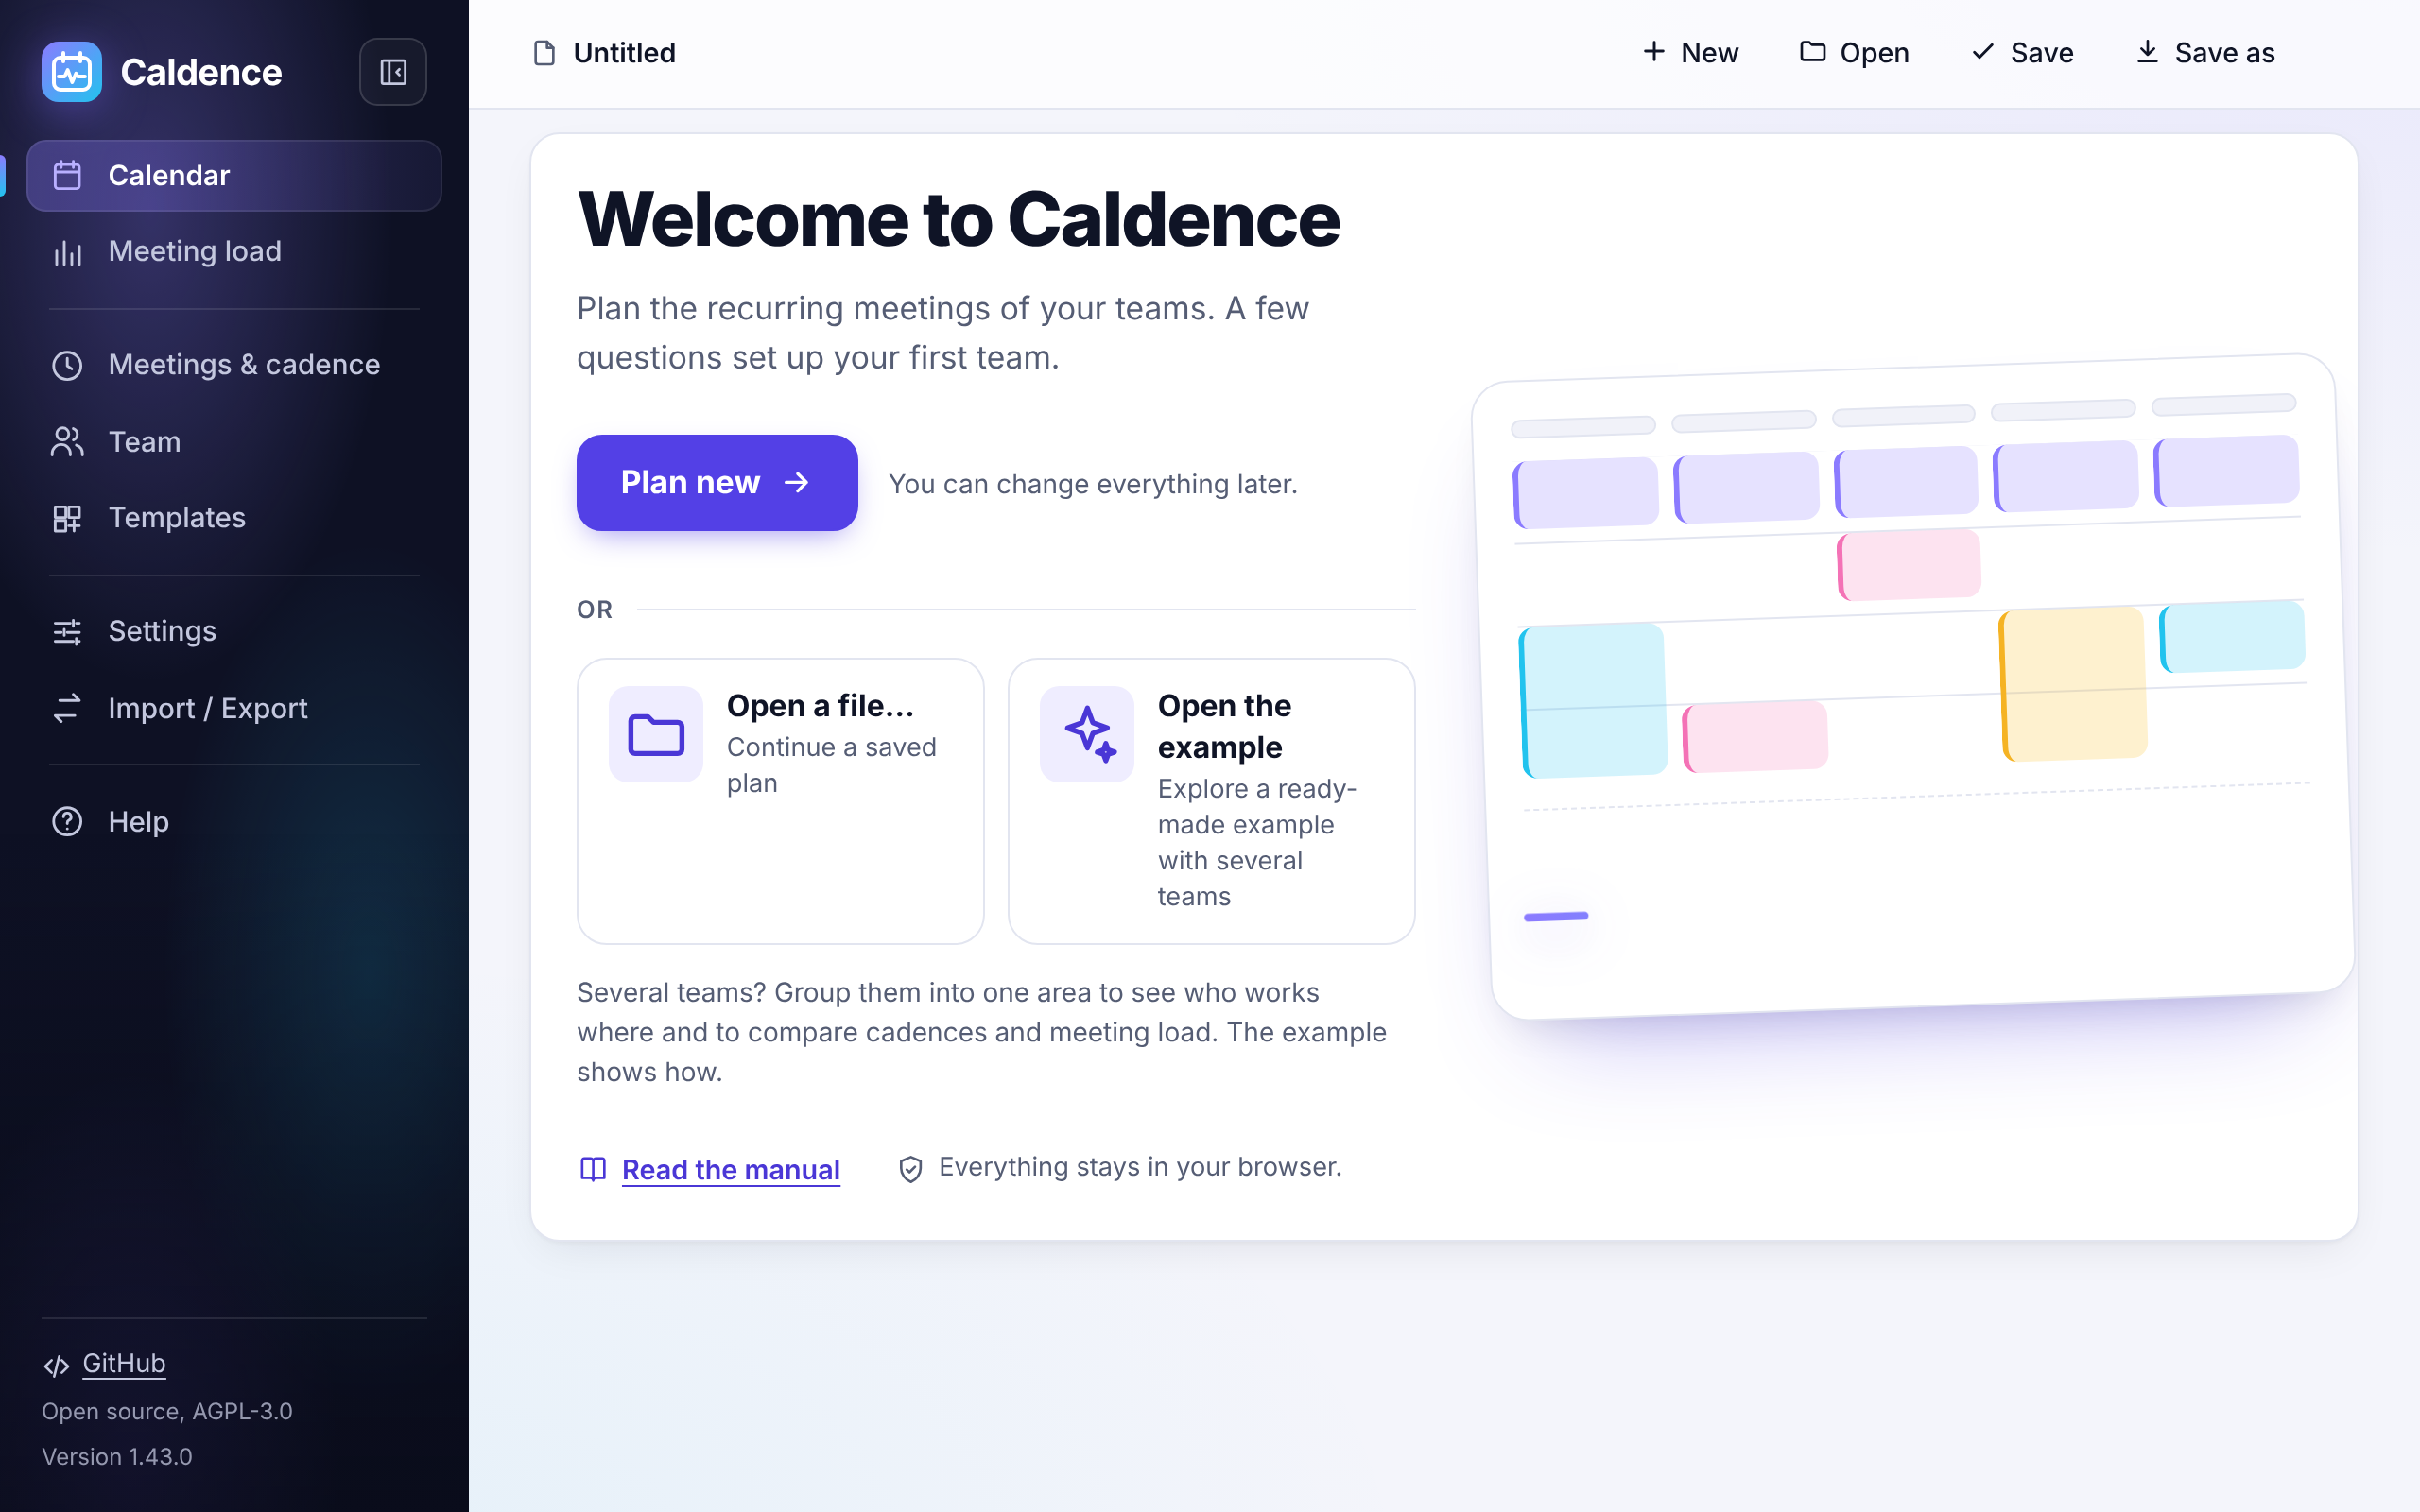 Caldence
Calendar
Meeting load
Meetings & cadence
Team
Templates
Settings
Import / Export
Help
GitHub
Open source, AGPL-3.0
Version 1.43.0
Untitled
New
Open
Save
Save as
Welcome to Caldence
Plan the recurring meetings of your teams. A few
questions set up your first team.
Plan new
You can change everything later.
OR
Open a file...
Continue a saved
plan
Open the
example
Explore a ready-
made example
with several
teams
Several teams? Group them into one area to see who works
where and to compare cadences and meeting load. The example
shows how.
Read the manual
Everything stays in your browser.